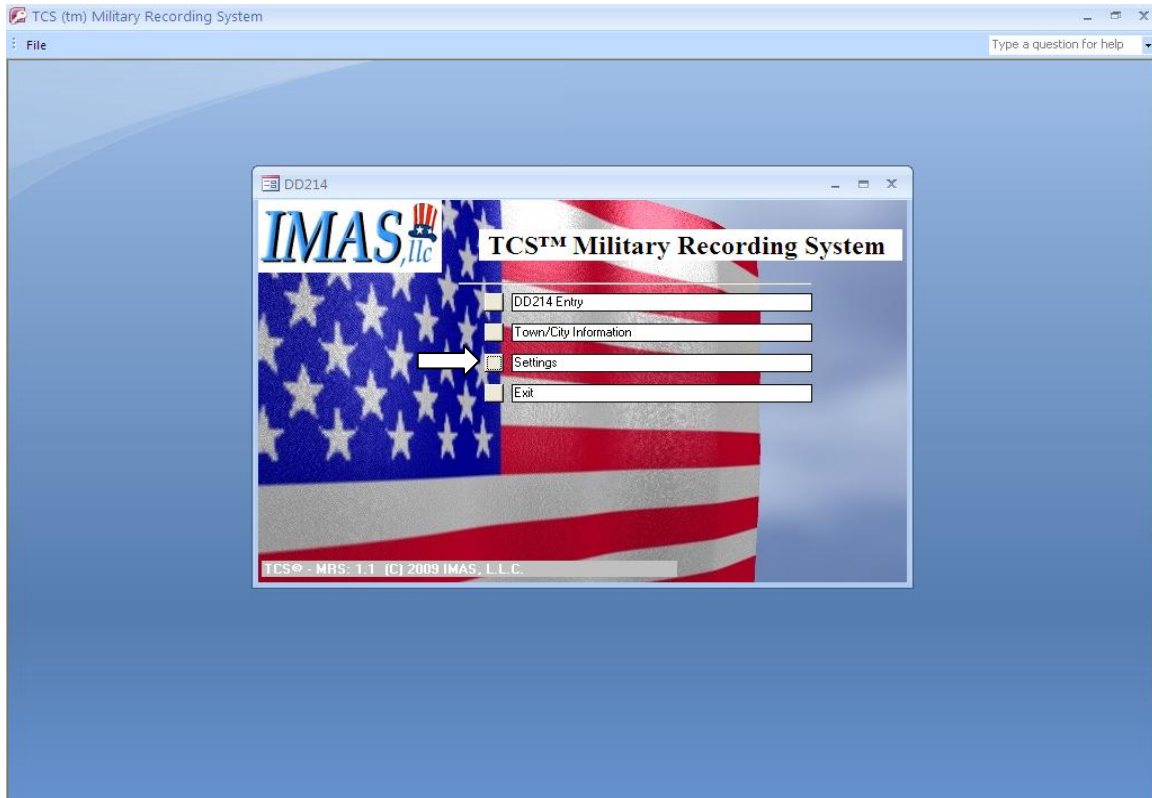 TCS (tm) Military Recording System
File
Type a question for help
DD214
IMAS,llc
TCS™ Military Recording System
DD214 Entry
Town/City Information
Settings
Exit
TCS® - MRS: 1.1 (C) 2009 IMAS, L.L.C.